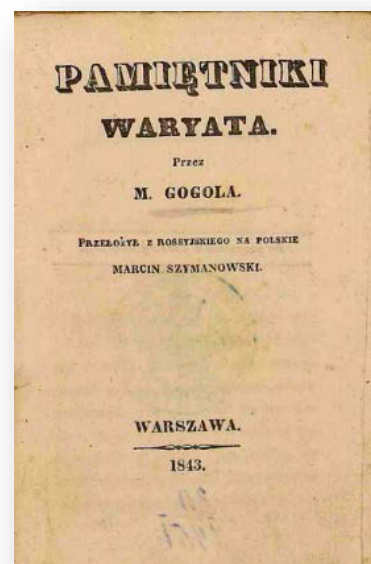 PAMIĘTNIKI
WARYATA.
Przez
M. GOGOLA.
PRZEŁOŻYŁ Z ROSSYJSKIEGO NA POLSKIE
MARCIN SZYMANOWSKI.
WARSZAWA.
1843.